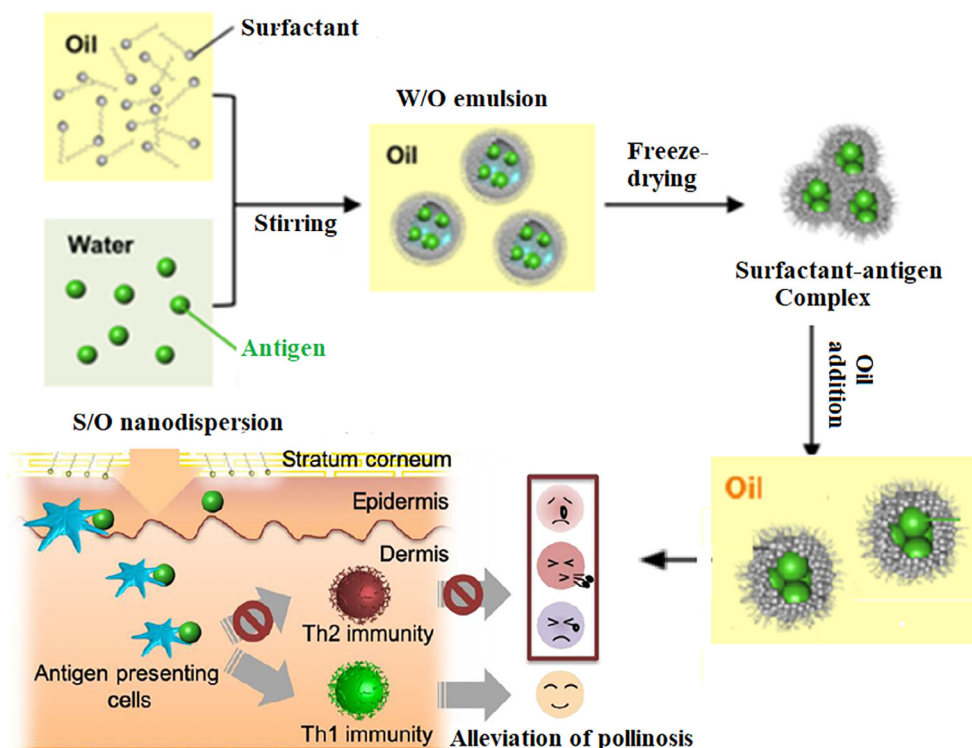 Surfactant
Oil
W/O emulsion
Oil
Freeze-
drying
Stirring
Water
Surfactant-antigen
Complex
Antigen
Oil
addition
S/O nanodispersion
Stratum corneum
Oil
Epidermis
Dermis
Th2 immunity
Antigen presenting
cells
Th1 immunity
Alleviation of pollinosis